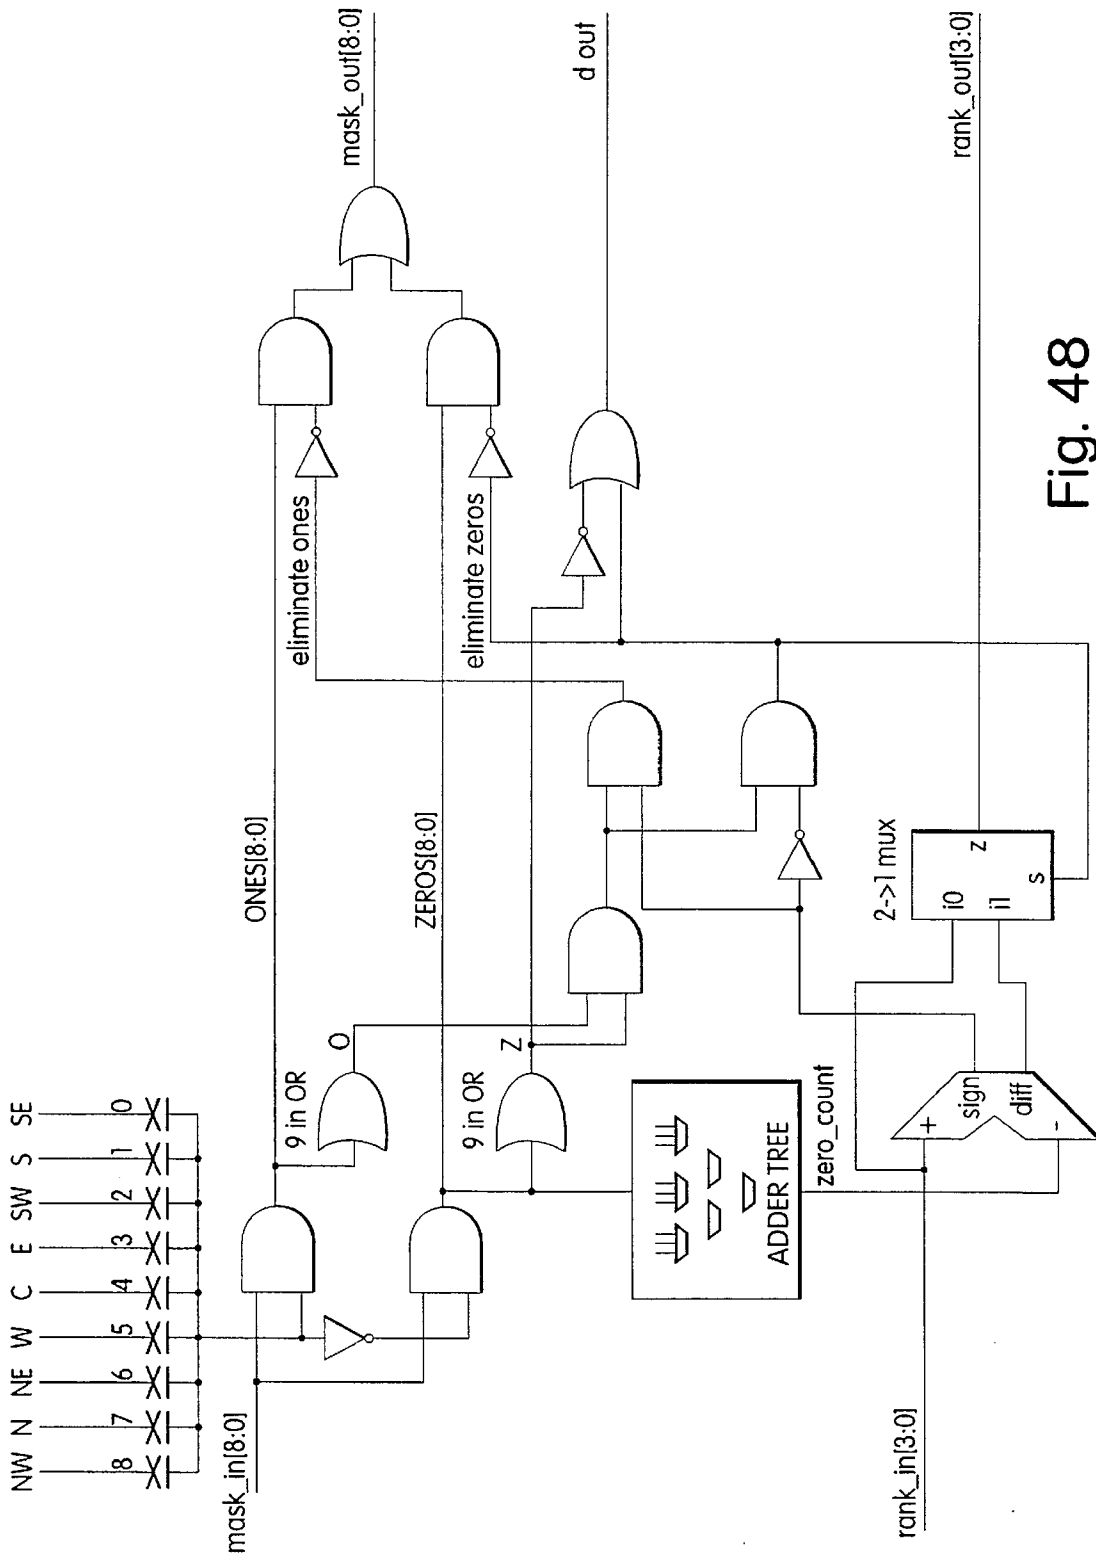 NW N NE W C E SW S SE
8 7 6 5 4 3 2 1 0
mask_in[8:0]
ONES[8:0]
9 in OR
O
eliminate ones
mask_out[8:0]
ZEROS[8:0]
9 in OR
Z
eliminate zeros
d out
ADDER TREE
zero_count
2->1 mux
i0
i1
z
s
rank_in[3:0]
+
-
sign
diff
rank_out[3:0]
Fig. 48